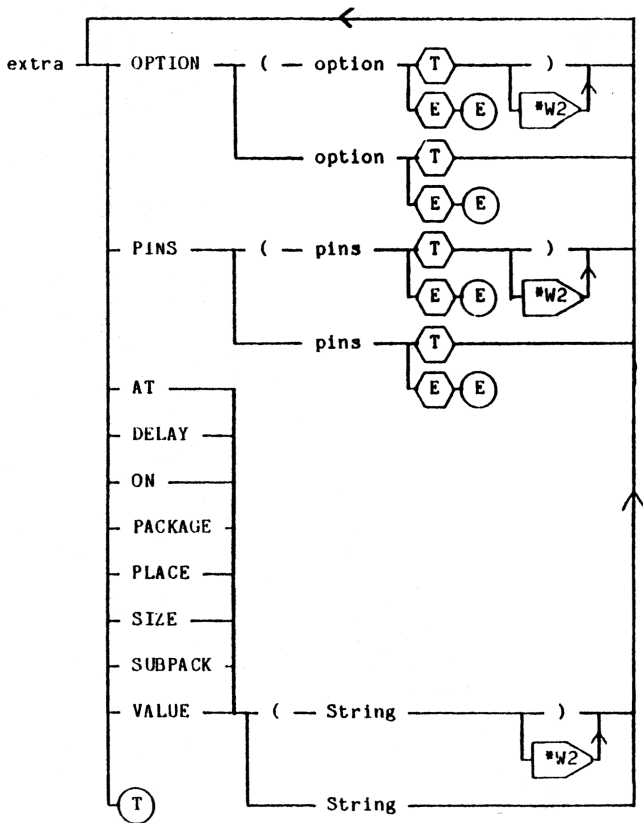 extra OPTION ( option T )
E E *W2
option T
E E
PINS ( pins T )
E E *W2
pins T
E E
AT
DELAY
ON
PACKAGE
PLACE
SIZE
SUBPACK
VALUE ( String )
*W2
T String